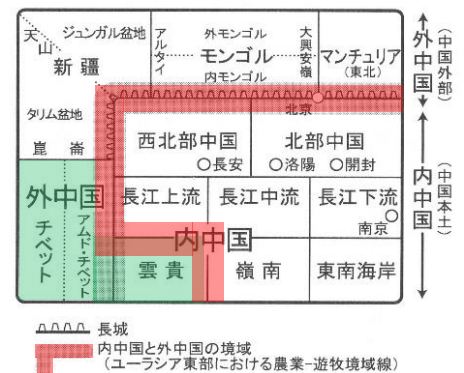 天山
ジュンガル盆地
新疆
タリム盆地
崑崙
アルタイ
外モンゴル
モンゴル
内モンゴル
大興安嶺
マンチュリア
(東北)
北京
西北部中国
○長安
北部中国
○洛陽 ○開封
外中国
チベット
アムド・チベット
長江上流
長江中流
長江下流
○
南京
内中国
雲貴
嶺南
東南海岸
外中国
(中国外部)
内中国
(中国本土)
長城
内中国と外中国の境域
(ユーラシア東部における農業-遊牧境域線)